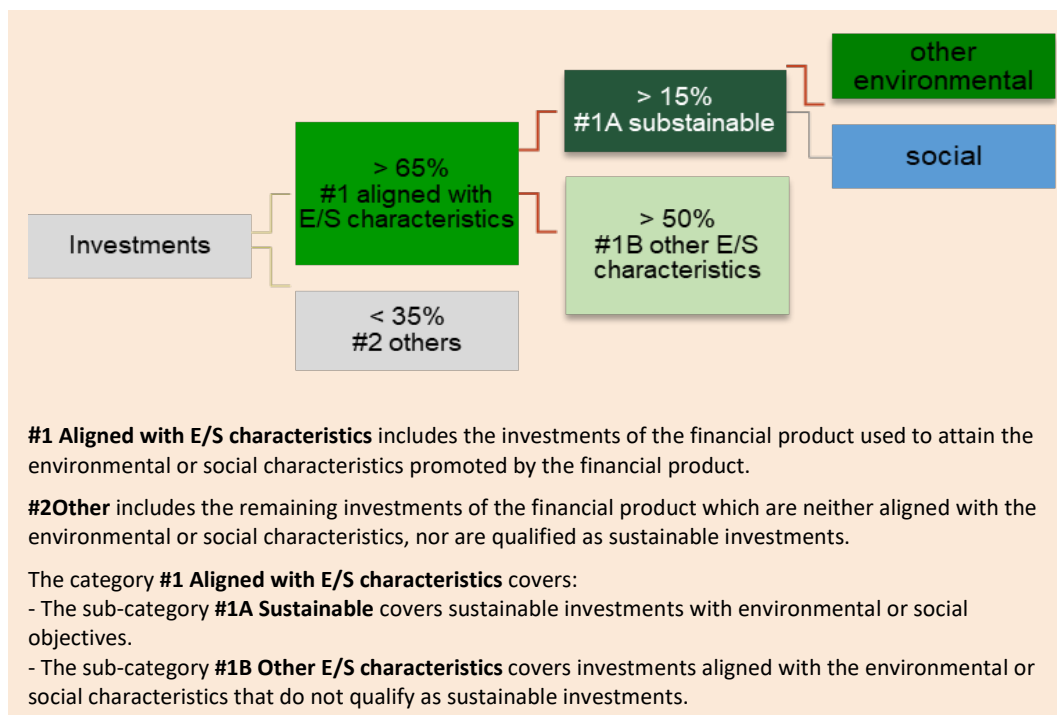 other
environmental
> 15%
#1A substainable
social
> 65%
#1 aligned with
E/S characteristics
> 50%
#1B other E/S
characteristics
Investments
< 35%
#2 others
#1 Aligned with E/S characteristics includes the investments of the financial product used to attain the
environmental or social characteristics promoted by the financial product.
#2Other includes the remaining investments of the financial product which are neither aligned with the
environmental or social characteristics, nor are qualified as sustainable investments.
The category #1 Aligned with E/S characteristics covers:
- The sub-category #1A Sustainable covers sustainable investments with environmental or social
objectives.
- The sub-category #1B Other E/S characteristics covers investments aligned with the environmental or
social characteristics that do not qualify as sustainable investments.